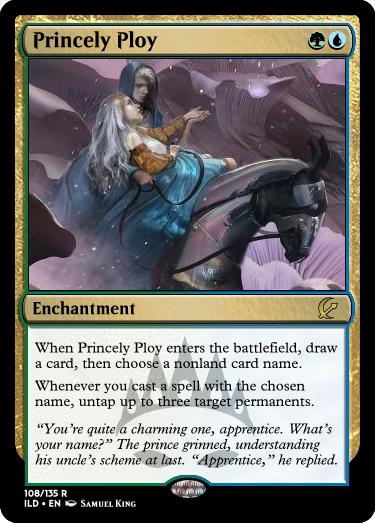 Princely Ploy
Enchantment
When Princely Ploy enters the battlefield, draw
a card, then choose a nonland card name.
Whenever you cast a spell with the chosen
name, untap up to three target permanents.
“You’re quite a charming one, apprentice. What’s
your name?” The prince grinned, understanding
his uncle’s scheme at last. “Apprentice,” he replied.
108/135 R
ILD • EN Samuel King